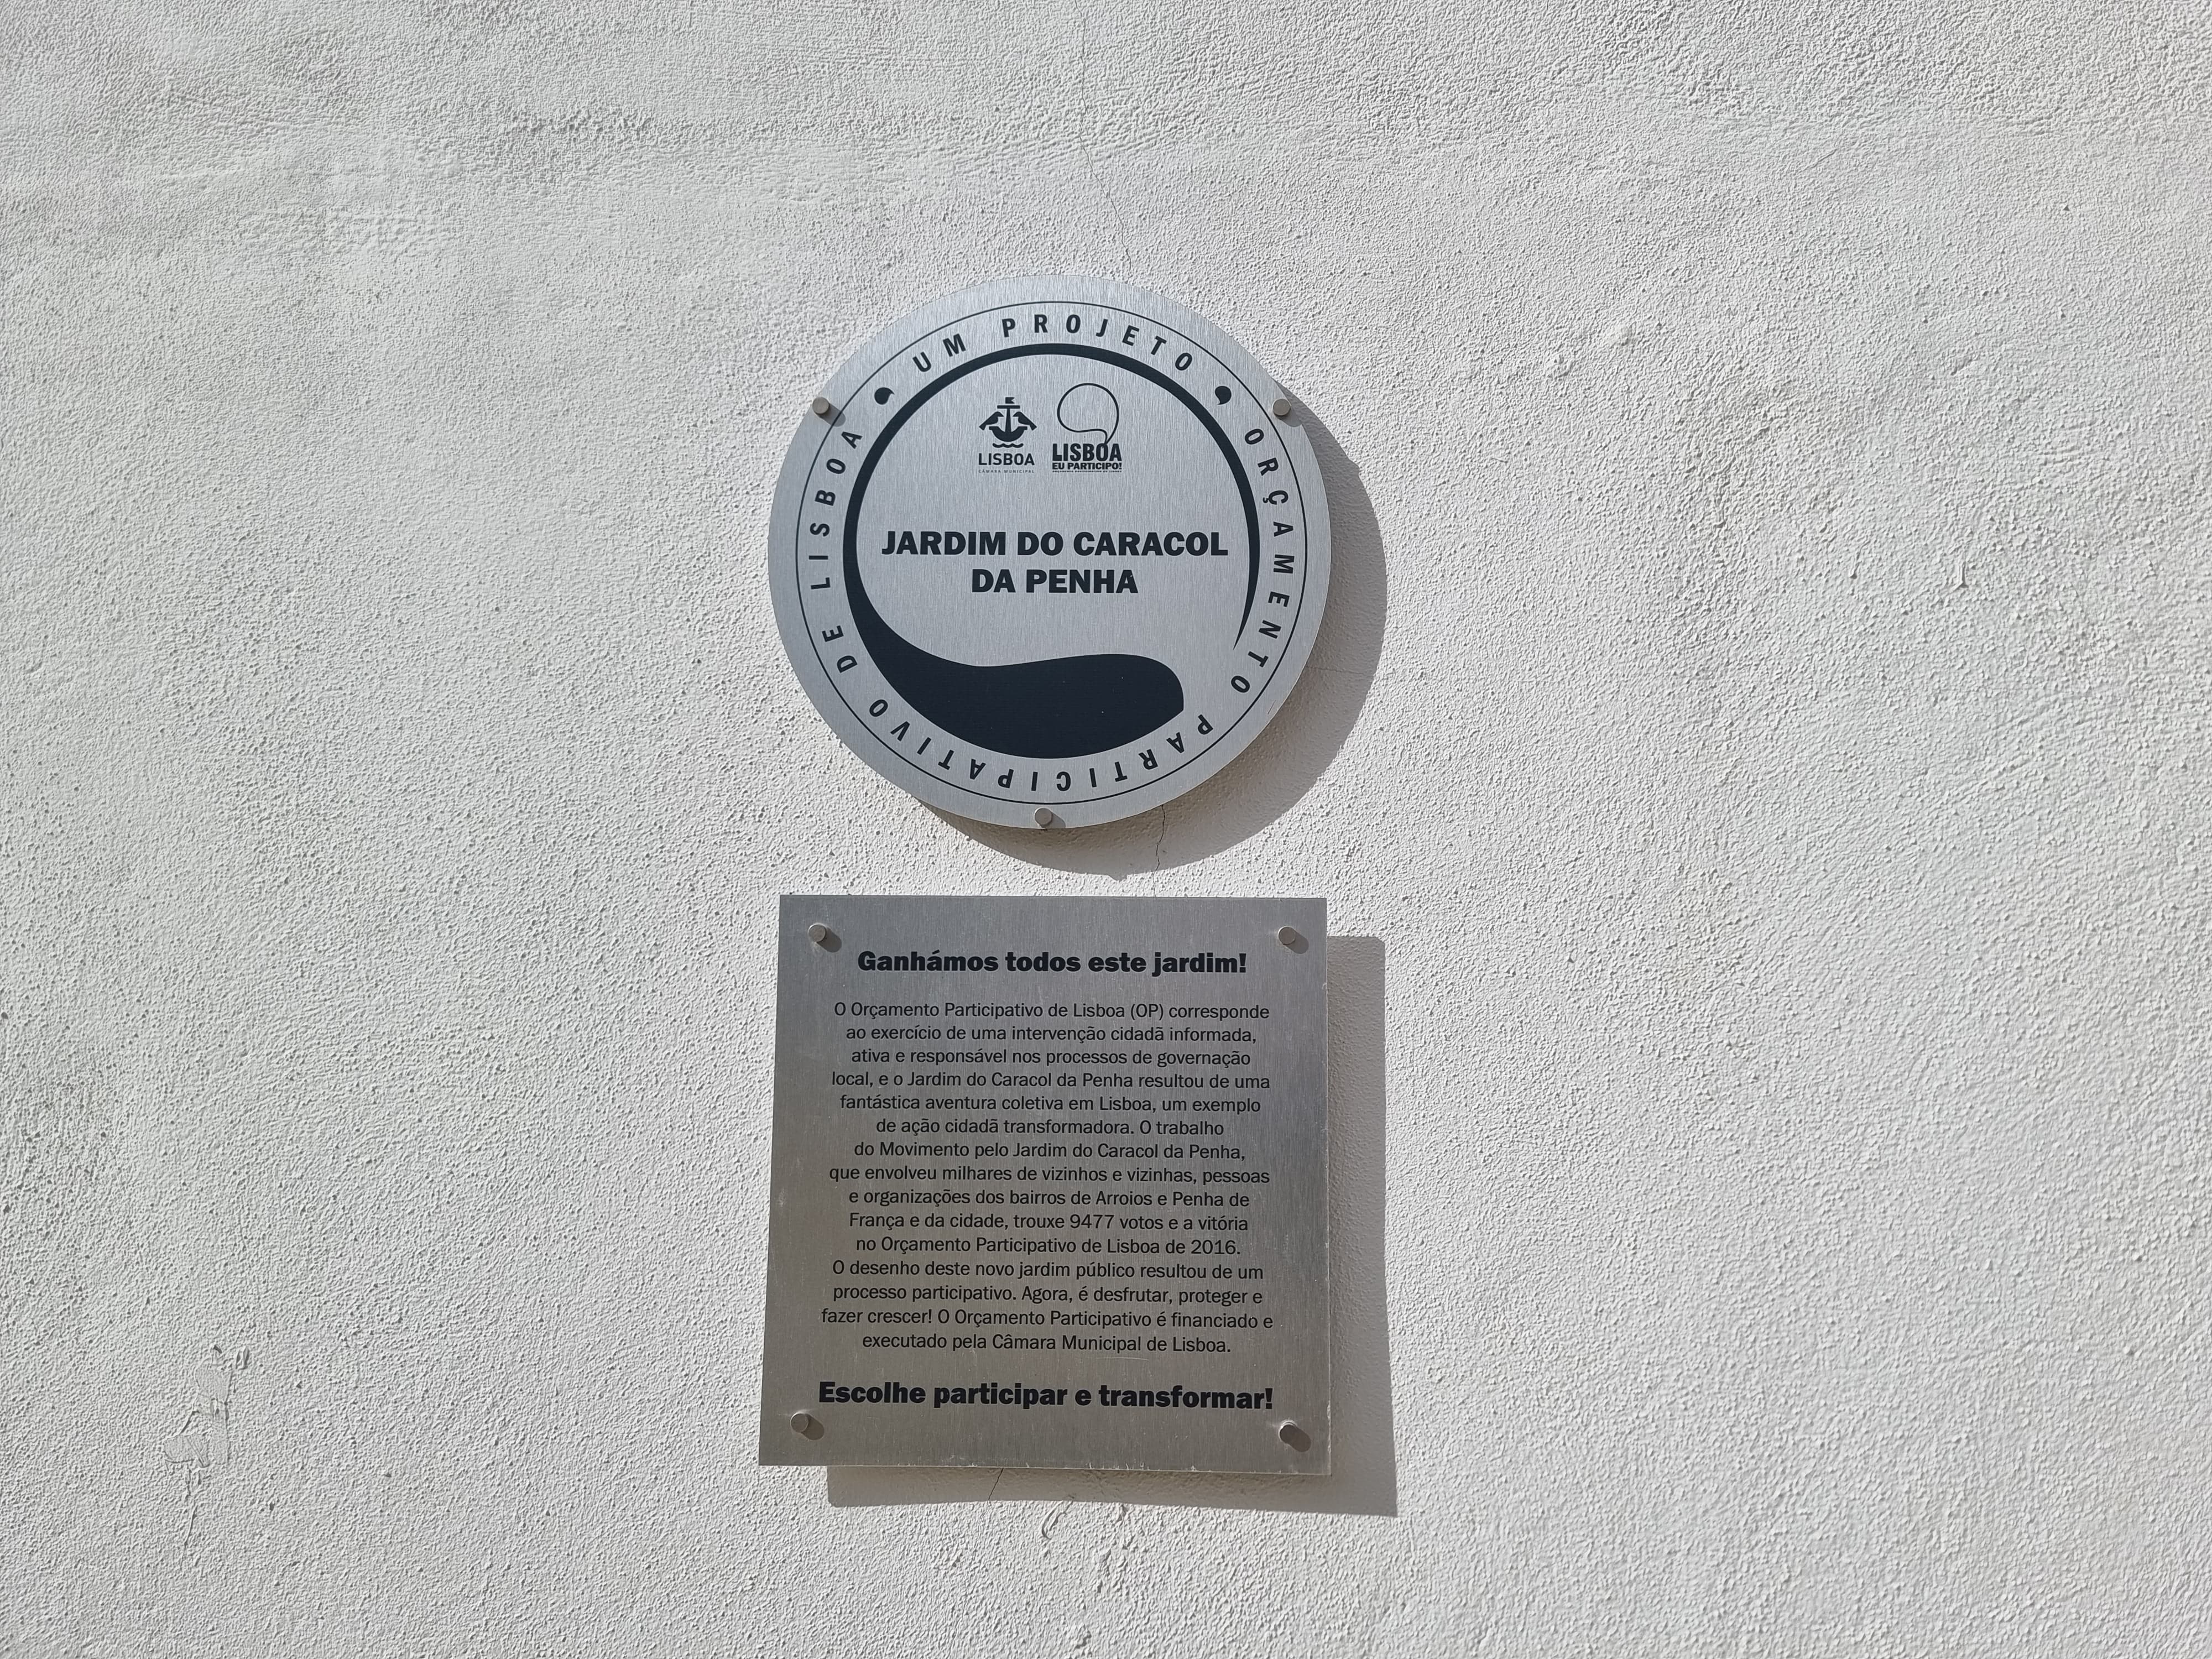 UM PROJETO
ORÇAMENTO PARTICIPATIVO DE LISBOA
LISBOA
CÂMARA MUNICIPAL
LISBOA
EU PARTICIPO!
JARDIM DO CARACOL
DA PENHA
Ganhámos todos este jardim!
O Orçamento Participativo de Lisboa (OP) corresponde
ao exercício de uma intervenção cidadã informada,
ativa e responsável nos processos de governação
local, e o Jardim do Caracol da Penha resultou de uma
fantástica aventura coletiva em Lisboa, um exemplo
de ação cidadã transformadora. O trabalho
do Movimento pelo Jardim do Caracol da Penha,
que envolveu milhares de vizinhos e vizinhas, pessoas
e organizações dos bairros de Arroios e Penha de
França e da cidade, trouxe 9477 votos e a vitória
no Orçamento Participativo de Lisboa de 2016.
O desenho deste novo jardim público resultou de um
processo participativo. Agora, é desfrutar, proteger e
fazer crescer! O Orçamento Participativo é financiado e
executado pela Câmara Municipal de Lisboa.
Escolhe participar e transformar!